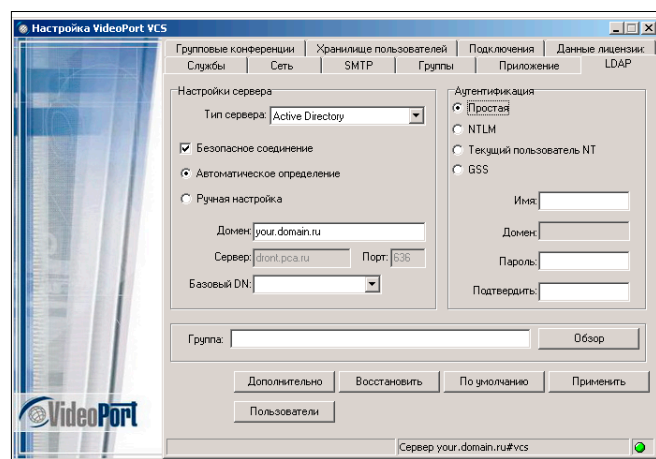 Настройка VideoPort VCS
Групповые конференции Хранилище пользователей Подключения Данные лицензии:
Службы Сеть SMTP Группы Приложение LDAP
Настройки сервера
Тип сервера: Active Directory
Безопасное соединение
Автоматическое определение
Ручная настройка
Домен: your.domain.ru
Сервер: dront.pca.ru Порт: 636
Базовый DN:
Аутентификация
Простая
NTLM
Текущий пользователь NT
GSS
Имя:
Домен:
Пароль:
Подтвердить:
Группа: Обзор
Дополнительно Восстановить По умолчанию Применить
Пользователи
VideoPort
Сервер your.domain.ru#vcs